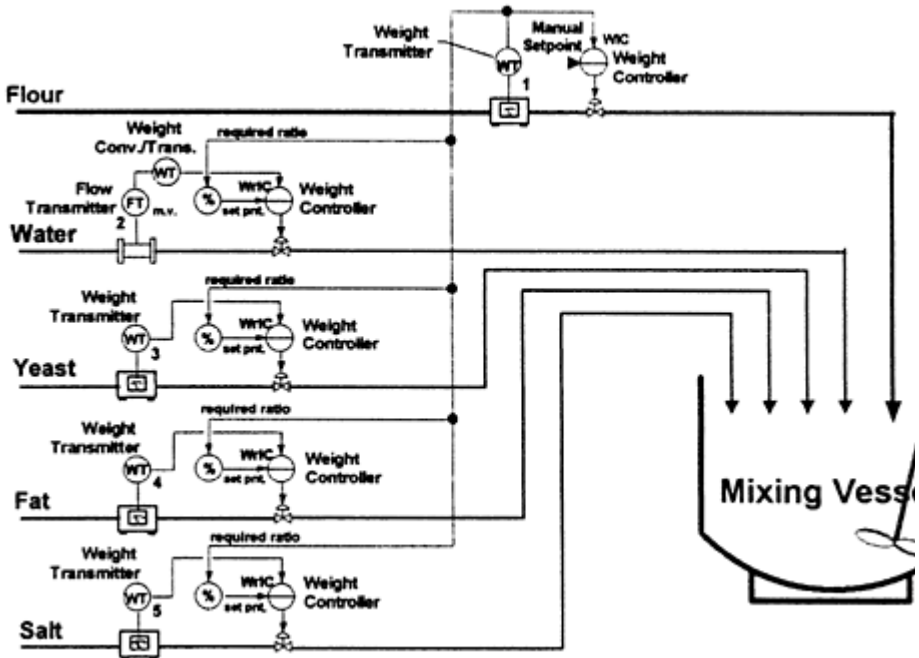 Manual
Setpoint
WIC
Weight
Transmitter
WT
Weight
Controller
1
Flour
Weight
Conv./Trans.
required ratio
WT
Flow
Transmitter
FT
m.v.
%
WrIC
set pnt.
Weight
Controller
2
Water
Weight
Transmitter
required ratio
WT
3
%
WrIC
set pnt.
Weight
Controller
Yeast
Weight
Transmitter
required ratio
WT
4
%
WrIC
set pnt.
Weight
Controller
Fat
Mixing Vesse
Weight
Transmitter
required ratio
WT
5
%
WrIC
set pnt.
Weight
Controller
Salt